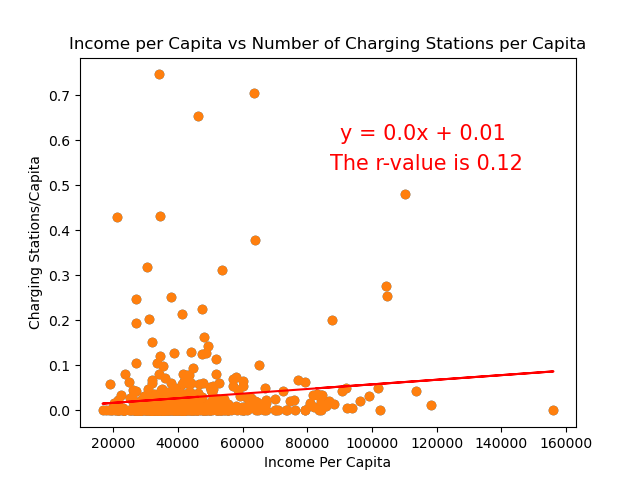 Income per Capita vs Number of Charging Stations per Capita
0.7
y = 0.0x + 0.01
0.6
The r-value is 0.12
0.5
0.4
0.3
0.2
0.1
0.0
Charging Stations/Capita
20000 40000 60000 80000 100000 120000 140000 160000
Income Per Capita